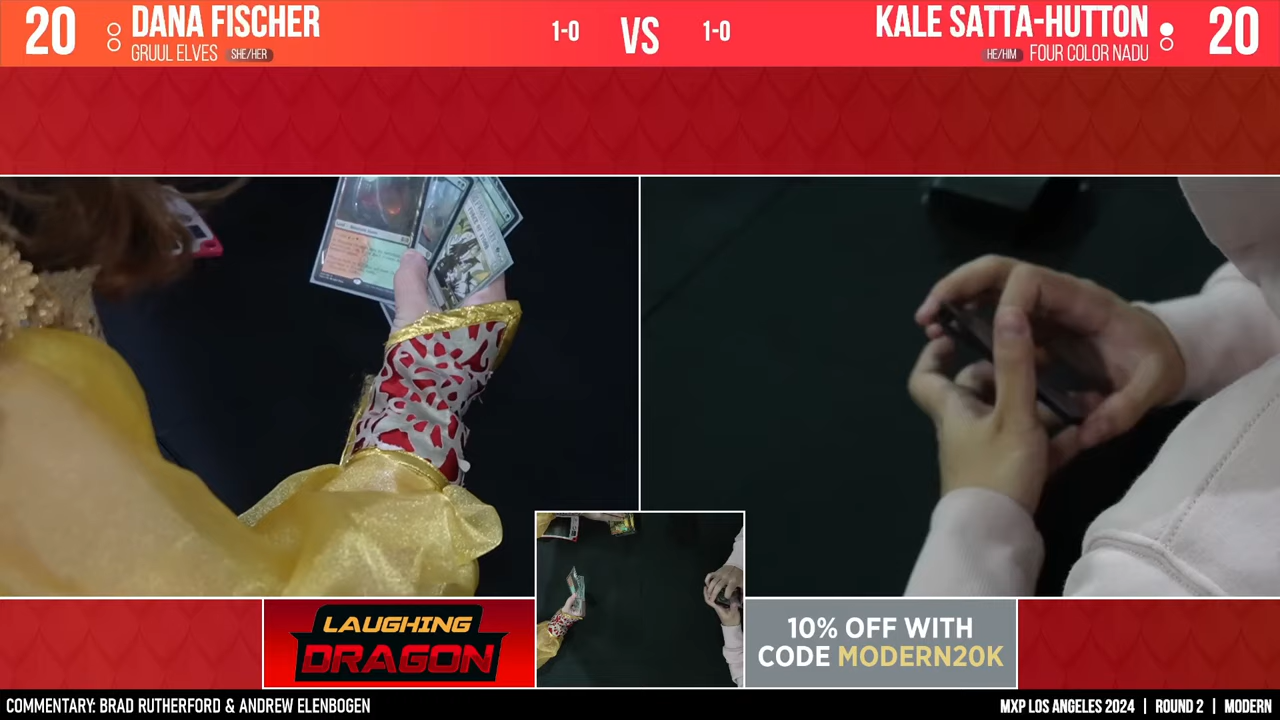 20
DANA FISCHER
GRUUL ELVES
SHE/HER
1-0
VS
1-0
KALE SATTA-HUTTON
HE/HIM
FOUR COLOR NADU
20
LAUGHING
DRAGON
10% OFF WITH
CODE MODERN20K
COMMENTARY: BRAD RUTHERFORD & ANDREW ELENBOGEN
MXP LOS ANGELES 2024 | ROUND 2 | MODERN